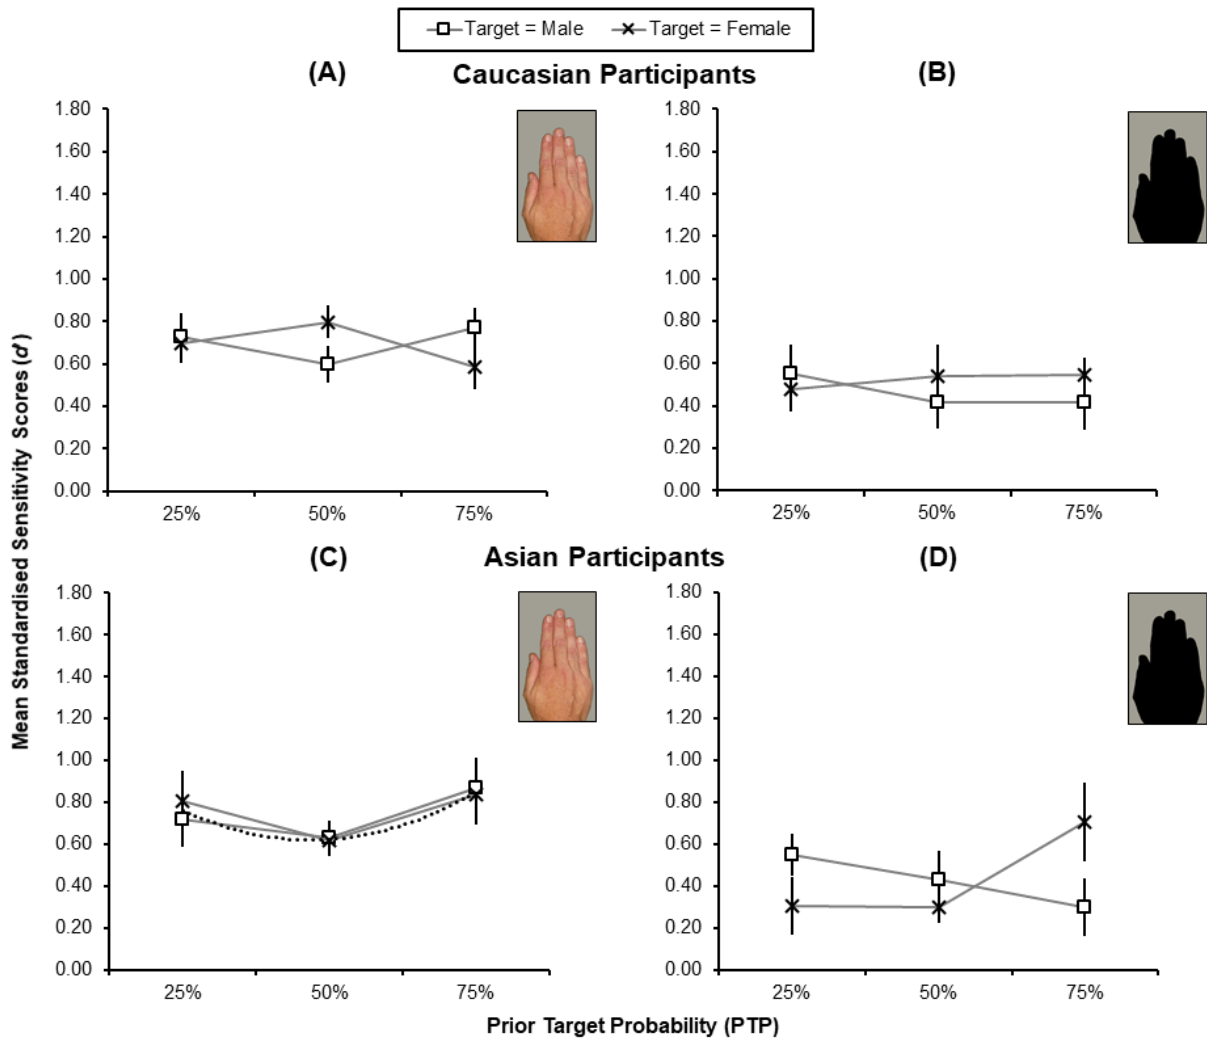 Target = Male Target = Female
(A) Caucasian Participants (B)
1.80 1.80
1.60 1.60
1.40 1.40
1.20 1.20
1.00 1.00
0.80 0.80
0.60 0.60
0.40 0.40
0.20 0.20
0.00 0.00
25% 50% 75% 25% 50% 75%
Mean Standardised Sensitivity Scores (d')
(C) Asian Participants (D)
1.80 1.80
1.60 1.60
1.40 1.40
1.20 1.20
1.00 1.00
0.80 0.80
0.60 0.60
0.40 0.40
0.20 0.20
0.00 0.00
25% 50% 75% 25% 50% 75%
Prior Target Probability (PTP)